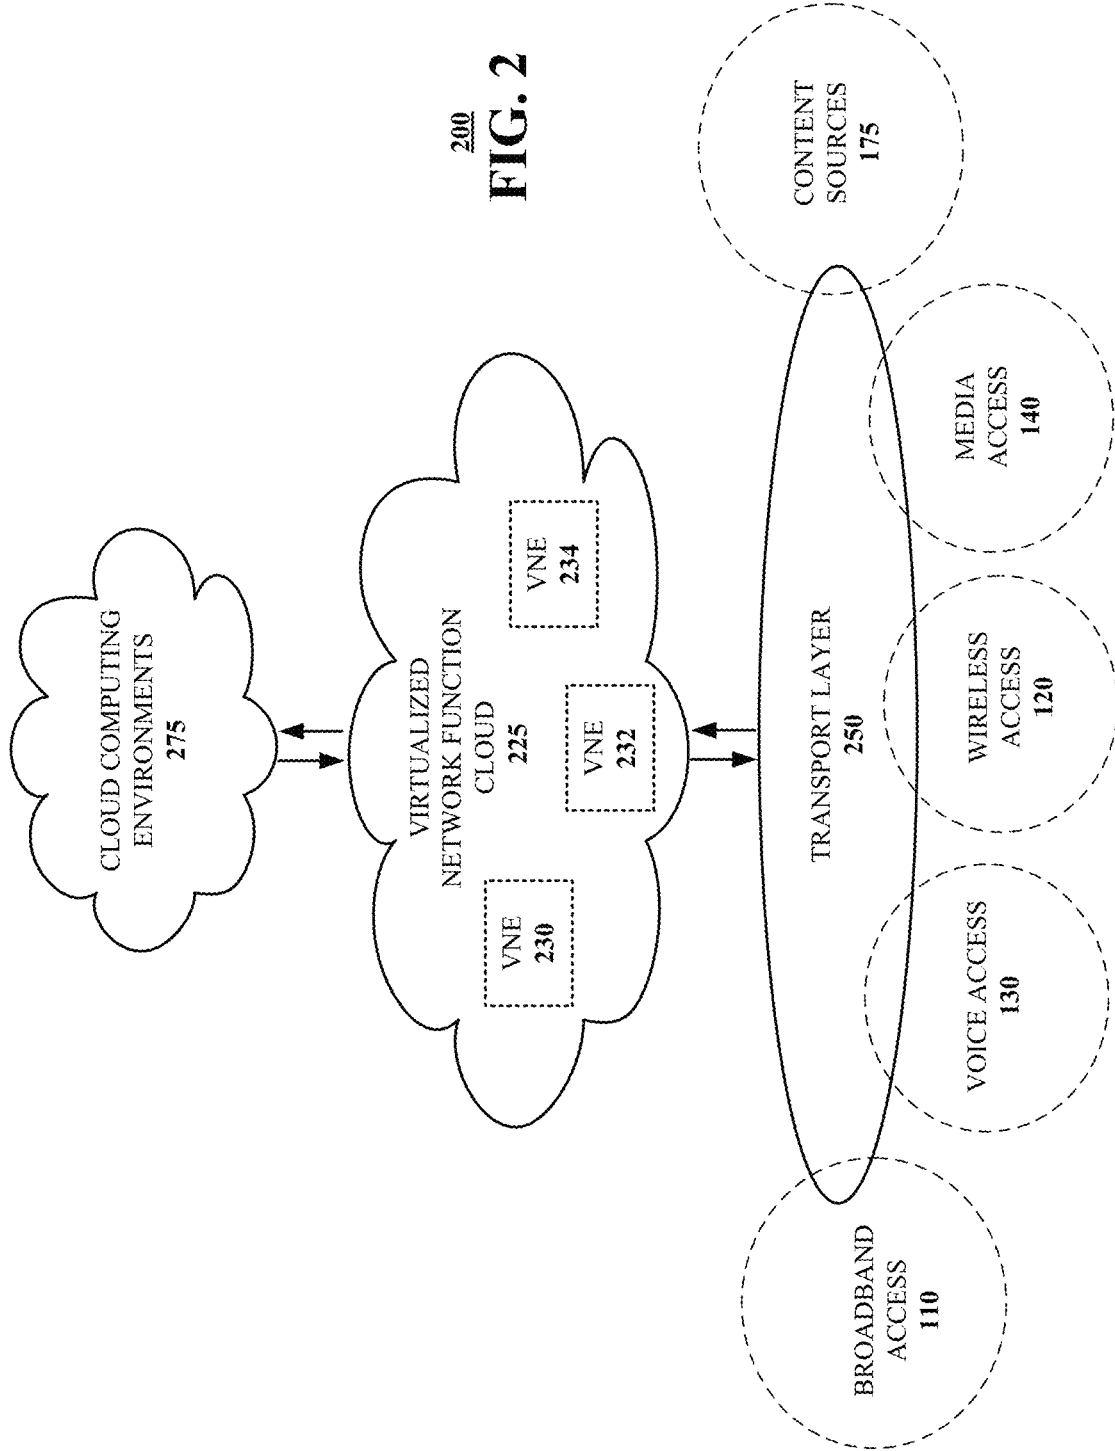 CLOUD COMPUTING
ENVIRONMENTS
275
VIRTUALIZED
NETWORK FUNCTION
CLOUD
225
VNE
230
VNE
232
VNE
234
200
FIG. 2
TRANSPORT LAYER
250
BROADBAND
ACCESS
110
VOICE ACCESS
130
WIRELESS
ACCESS
120
MEDIA
ACCESS
140
CONTENT
SOURCES
175